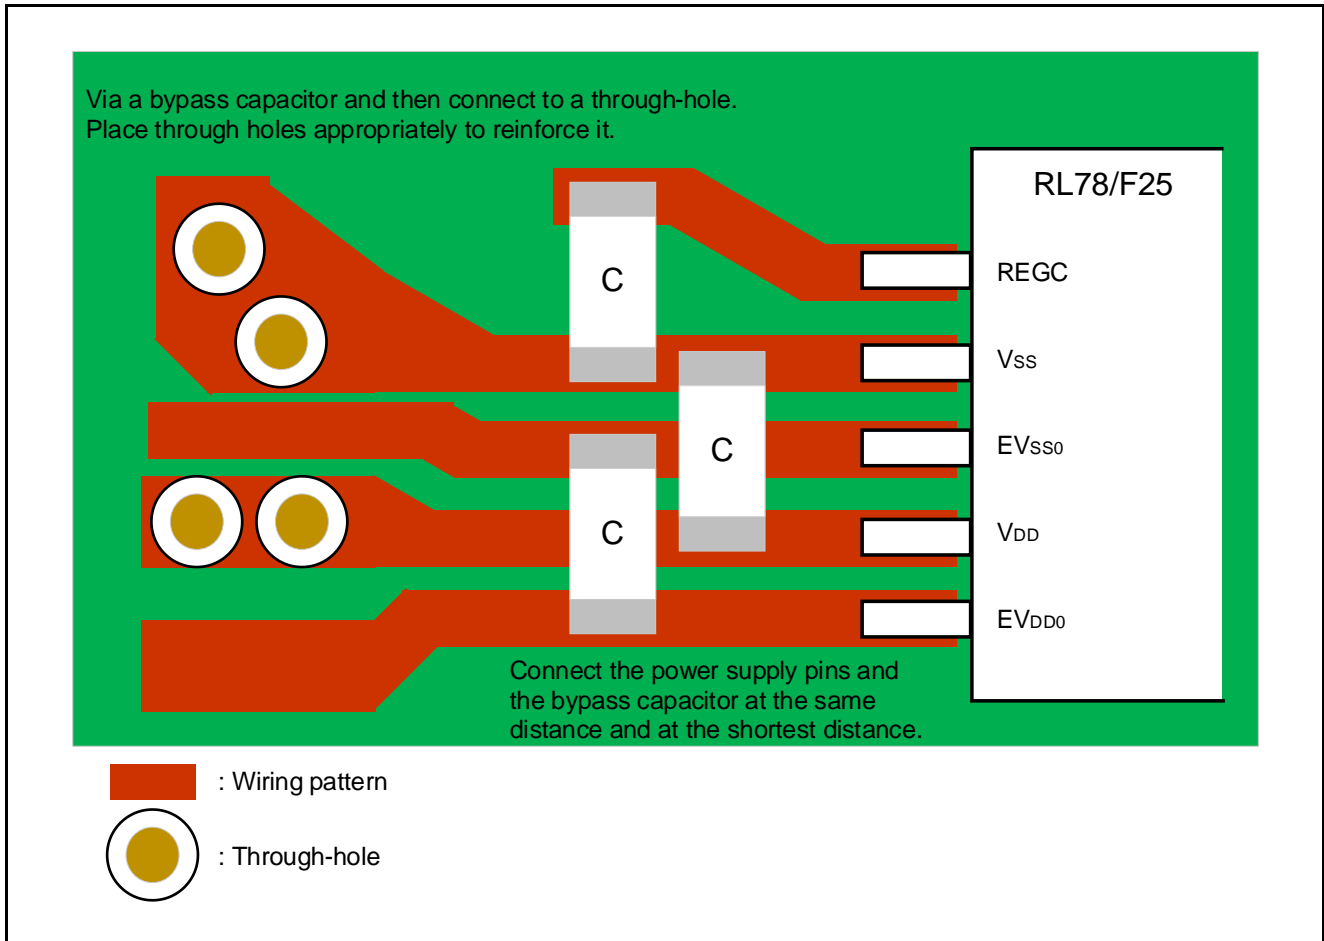 Via a bypass capacitor and then connect to a through-hole.
Place through holes appropriately to reinforce it.
RL78/F25
C
REGC
VSS
C
EVSS0
C
VDD
EVDD0
Connect the power supply pins and
the bypass capacitor at the same
distance and at the shortest distance.
: Wiring pattern
: Through-hole